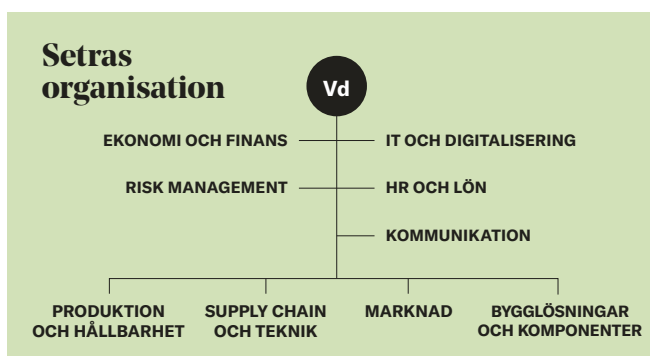 Setras
organisation
Vd
EKONOMI OCH FINANS
IT OCH DIGITALISERING
RISK MANAGEMENT
HR OCH LÖN
KOMMUNIKATION
PRODUKTION
OCH HÅLLBARHET
SUPPLY CHAIN
OCH TEKNIK
MARKNAD
BYGGLÖSNINGAR
OCH KOMPONENTER